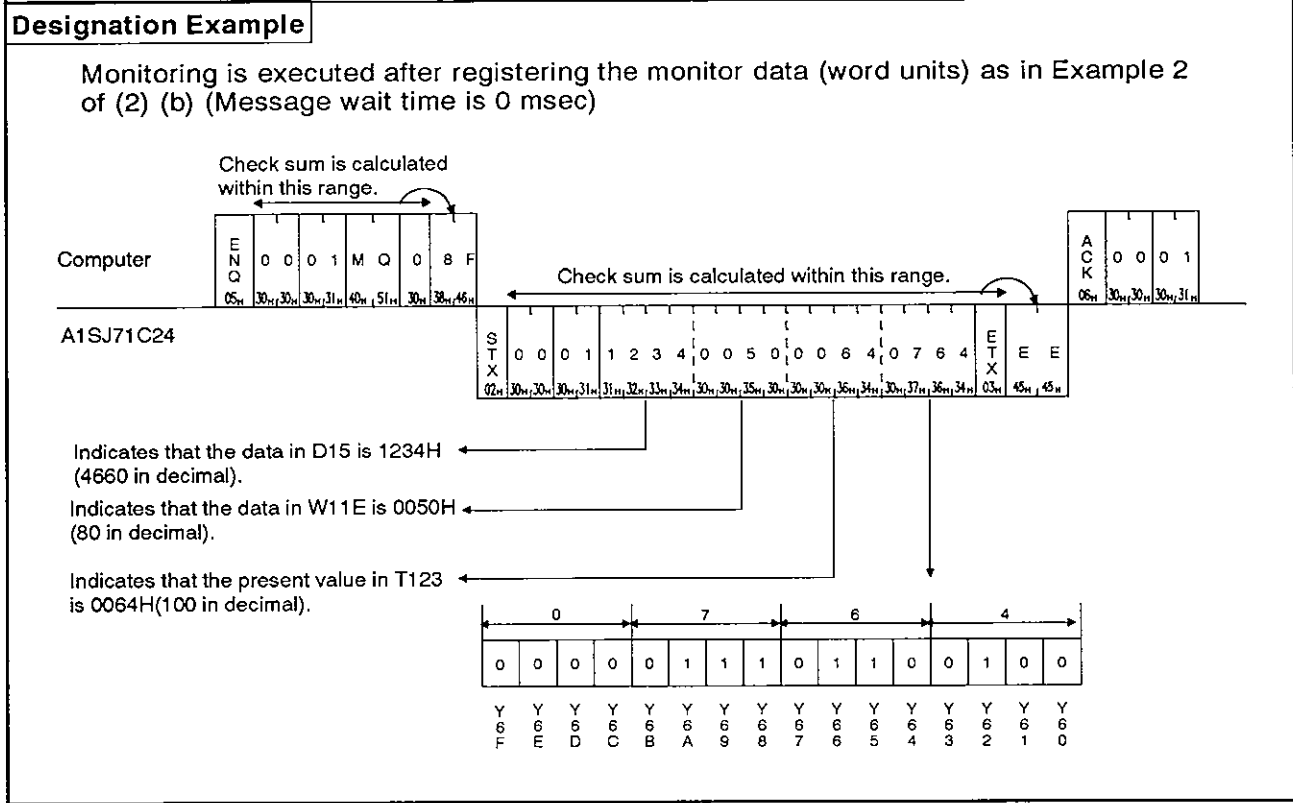 Designation Example
Monitoring is executed after registering the monitor data (word units) as in Example 2
of (2) (b) (Message wait time is 0 msec)
Check sum is calculated
within this range.
Computer
ENQ 0 0 0 1 M Q 0 8 F
05H 30H,30H 30H,31H 40H,51H 30H 38H,46H
ACK 0 0 0 1
06H 30H,30H 30H,31H
Check sum is calculated within this range.
A1SJ71C24
STX 0 0 0 1 1 2 3 4 0 0 5 0 0 0 6 4 0 7 6 4 ETX E E
02H 30H,30H 30H,31H 31H,32H,33H,34H 30H,30H,35H,30H 30H,30H,36H,34H 30H,37H,36H,34H 03H 45H,45H
Indicates that the data in D15 is 1234H
(4660 in decimal).
Indicates that the data in W11E is 0050H
(80 in decimal).
Indicates that the present value in T123
is 0064H(100 in decimal).
0 7 6 4
0 0 0 0 0 1 1 1 0 1 1 0 0 1 0 0
Y6F Y6E Y6D Y6C Y6B Y6A Y69 Y68 Y67 Y66 Y65 Y64 Y63 Y62 Y61 Y60